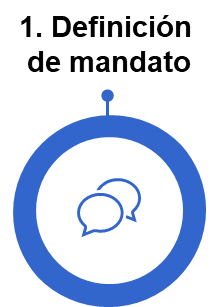 1. Definición
de mandato